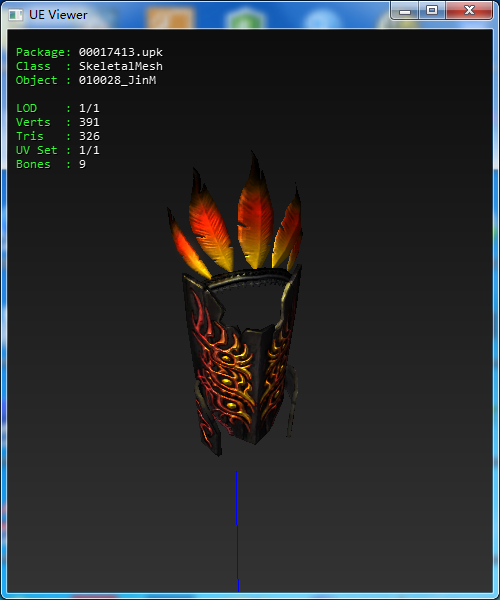 UE Viewer
Package: 00017413.upk
Class : SkeletalMesh
Object : 010028_JinM
LOD : 1/1
Verts : 391
Tris : 326
UV Set : 1/1
Bones : 9